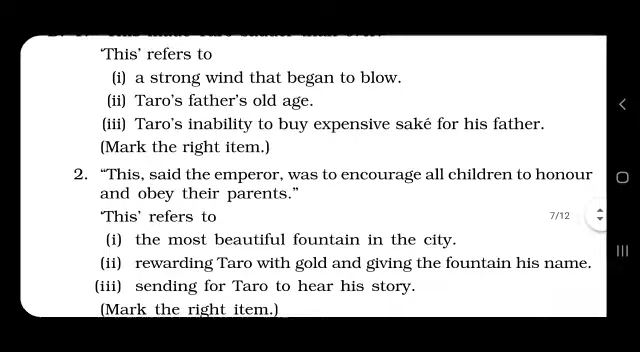 'This' refers to
(i) a strong wind that began to blow.
(ii) Taro's father's old age.
(iii) Taro's inability to buy expensive saké for his father.
(Mark the right item.)
2. "This, said the emperor, was to encourage all children to honour
and obey their parents."
'This' refers to
7/12
(i) the most beautiful fountain in the city.
(ii) rewarding Taro with gold and giving the fountain his name.
(iii) sending for Taro to hear his story.
(Mark the right item.)